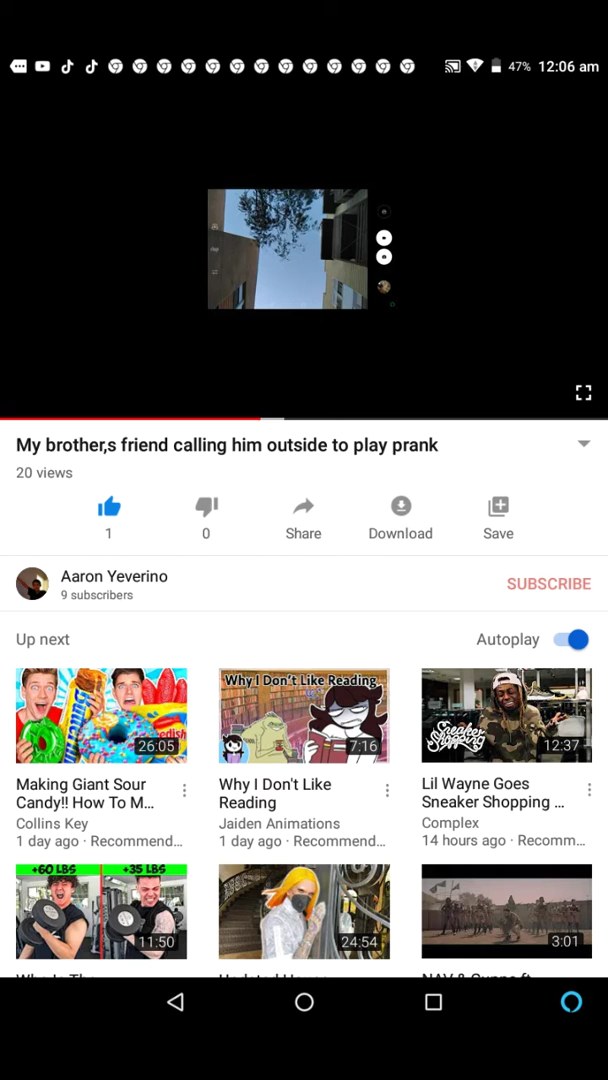 47% 12:06 am
My brother,s friend calling him outside to play prank
20 views
1 0 Share Download Save
Aaron Yeverino
9 subscribers
SUBSCRIBE
Up next
Autoplay
Why I Don't Like Reading
Sneaker
Shopping
26:05
7:16
12:37
Making Giant Sour
Candy!! How To M...
Collins Key
1 day ago · Recommend...
Why I Don't Like
Reading
Jaiden Animations
1 day ago · Recommend...
Lil Wayne Goes
Sneaker Shopping ...
Complex
14 hours ago · Recomm...
+60 LBS
+35 LBS
11:50
24:54
3:01